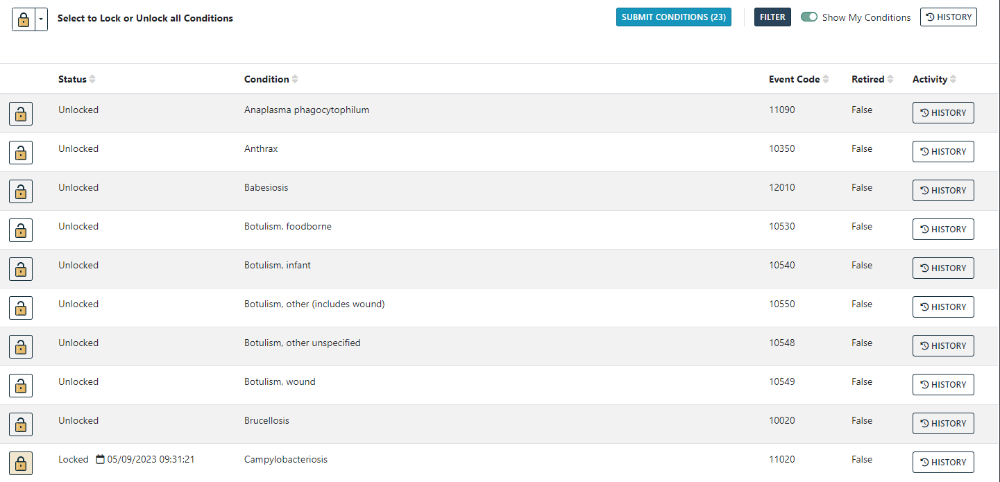 Select to Lock or Unlock all Conditions SUBMIT CONDITIONS (23) FILTER Show My Conditions HISTORY
Status Condition Event Code Retired Activity
Unlocked Anaplasma phagocytophilum 11090 False HISTORY
Unlocked Anthrax 10350 False HISTORY
Unlocked Babesiosis 12010 False HISTORY
Unlocked Botulism, foodborne 10530 False HISTORY
Unlocked Botulism, infant 10540 False HISTORY
Unlocked Botulism, other (includes wound) 10550 False HISTORY
Unlocked Botulism, other unspecified 10548 False HISTORY
Unlocked Botulism, wound 10549 False HISTORY
Unlocked Brucellosis 10020 False HISTORY
Locked 05/09/2023 09:31:21 Campylobacteriosis 11020 False HISTORY